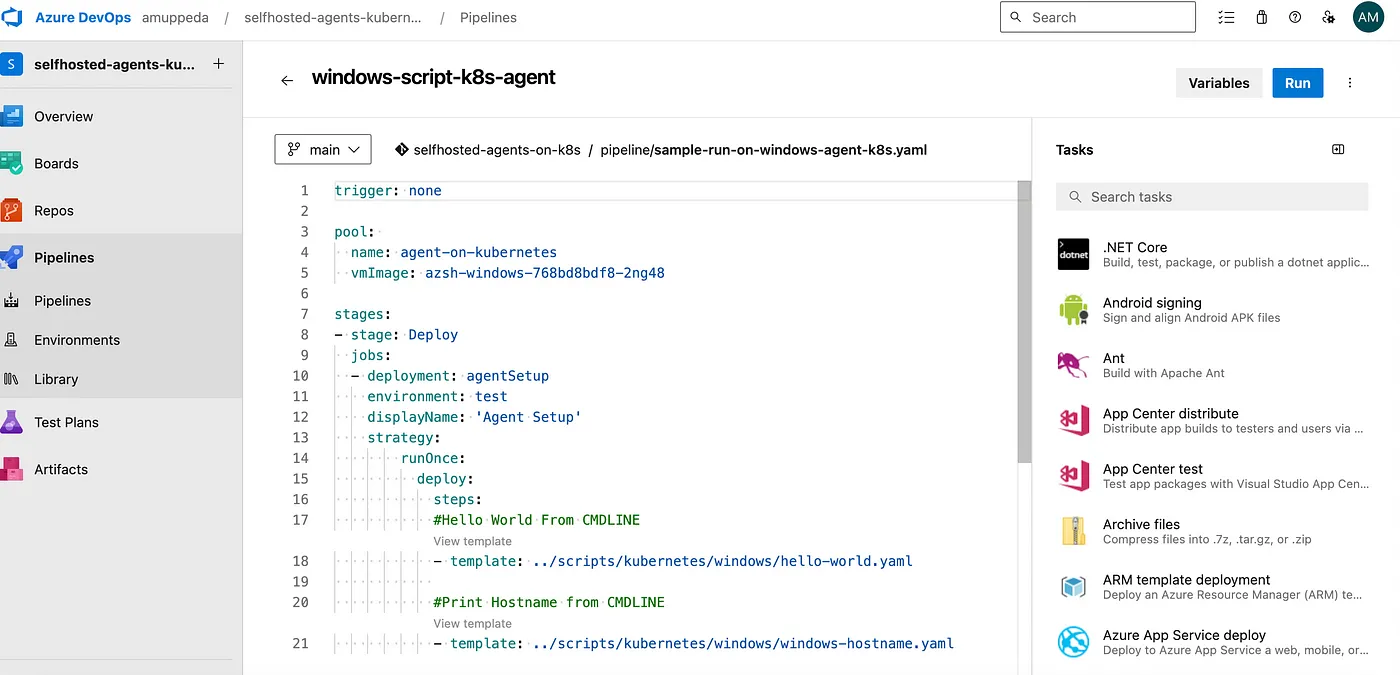 Azure DevOps amuppeda / selfhosted-agents-kubern... / Pipelines
Search
AM
S selfhosted-agents-ku... +
Overview
Boards
Repos
Pipelines
Pipelines
Environments
Library
Test Plans
Artifacts
windows-script-k8s-agent
Variables
Run
main
selfhosted-agents-on-k8s / pipeline/sample-run-on-windows-agent-k8s.yaml
1 trigger: none
2
3 pool:
4   name: agent-on-kubernetes
5   vmImage: azsh-windows-768bd8bdf8-2ng48
6
7 stages:
8 - stage: Deploy
9   jobs:
10   - deployment: agentSetup
11     environment: test
12     displayName: 'Agent Setup'
13     strategy:
14         runOnce:
15           deploy:
16             steps:
17             #Hello World From CMDLINE
View template
18             - template: ../scripts/kubernetes/windows/hello-world.yaml
19
20             #Print Hostname from CMDLINE
View template
21             - template: ../scripts/kubernetes/windows/windows-hostname.yaml
Tasks
Search tasks
dotnet
.NET Core
Build, test, package, or publish a dotnet applic...
Android signing
Sign and align Android APK files
Ant
Build with Apache Ant
App Center distribute
Distribute app builds to testers and users via ...
App Center test
Test app packages with Visual Studio App Cen...
Archive files
Compress files into .7z, .tar.gz, or .zip
ARM template deployment
Deploy an Azure Resource Manager (ARM) te...
Azure App Service deploy
Deploy to Azure App Service a web, mobile, or...